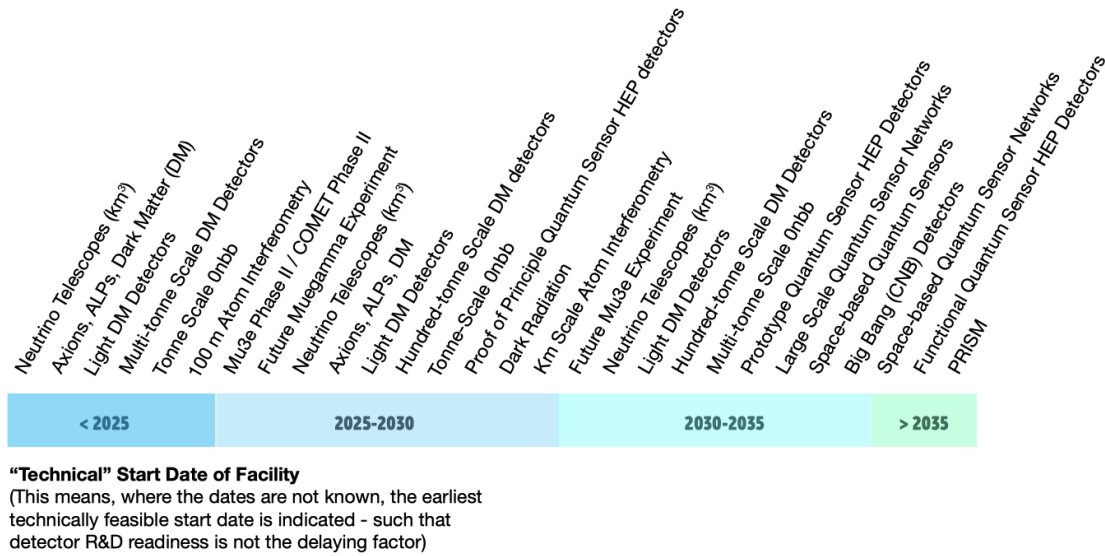 Neutrino Telescopes (km³)
Axions, ALPs, Dark Matter (DM)
Light DM Detectors
Multi-tonne Scale DM Detectors
Tonne Scale 0nbb
100 m Atom Interferometry
Mu3e Phase II / COMET Phase II
Future Muegamma Experiment
Neutrino Telescopes (km³)
Axions, ALPs, DM
Light DM Detectors
Hundred-tonne Scale DM detectors
Tonne-Scale 0nbb
Proof of Principle Quantum Sensor HEP detectors
Dark Radiation
Km Scale Atom Interferometry
Future Mu3e Experiment
Neutrino Telescopes (km³)
Light DM Detectors
Hundred-tonne Scale DM Detectors
Multi-tonne Scale 0nbb
Prototype Quantum Sensor HEP Detectors
Large Scale Quantum Sensor Networks
Space-based Quantum Sensors
Big Bang (CNB) Detectors
Space-based Quantum Sensor Networks
Functional Quantum Sensor HEP Detectors
PRISM
< 2025
2025-2030
2030-2035
> 2035
“Technical” Start Date of Facility
(This means, where the dates are not known, the earliest
technically feasible start date is indicated - such that
detector R&D readiness is not the delaying factor)